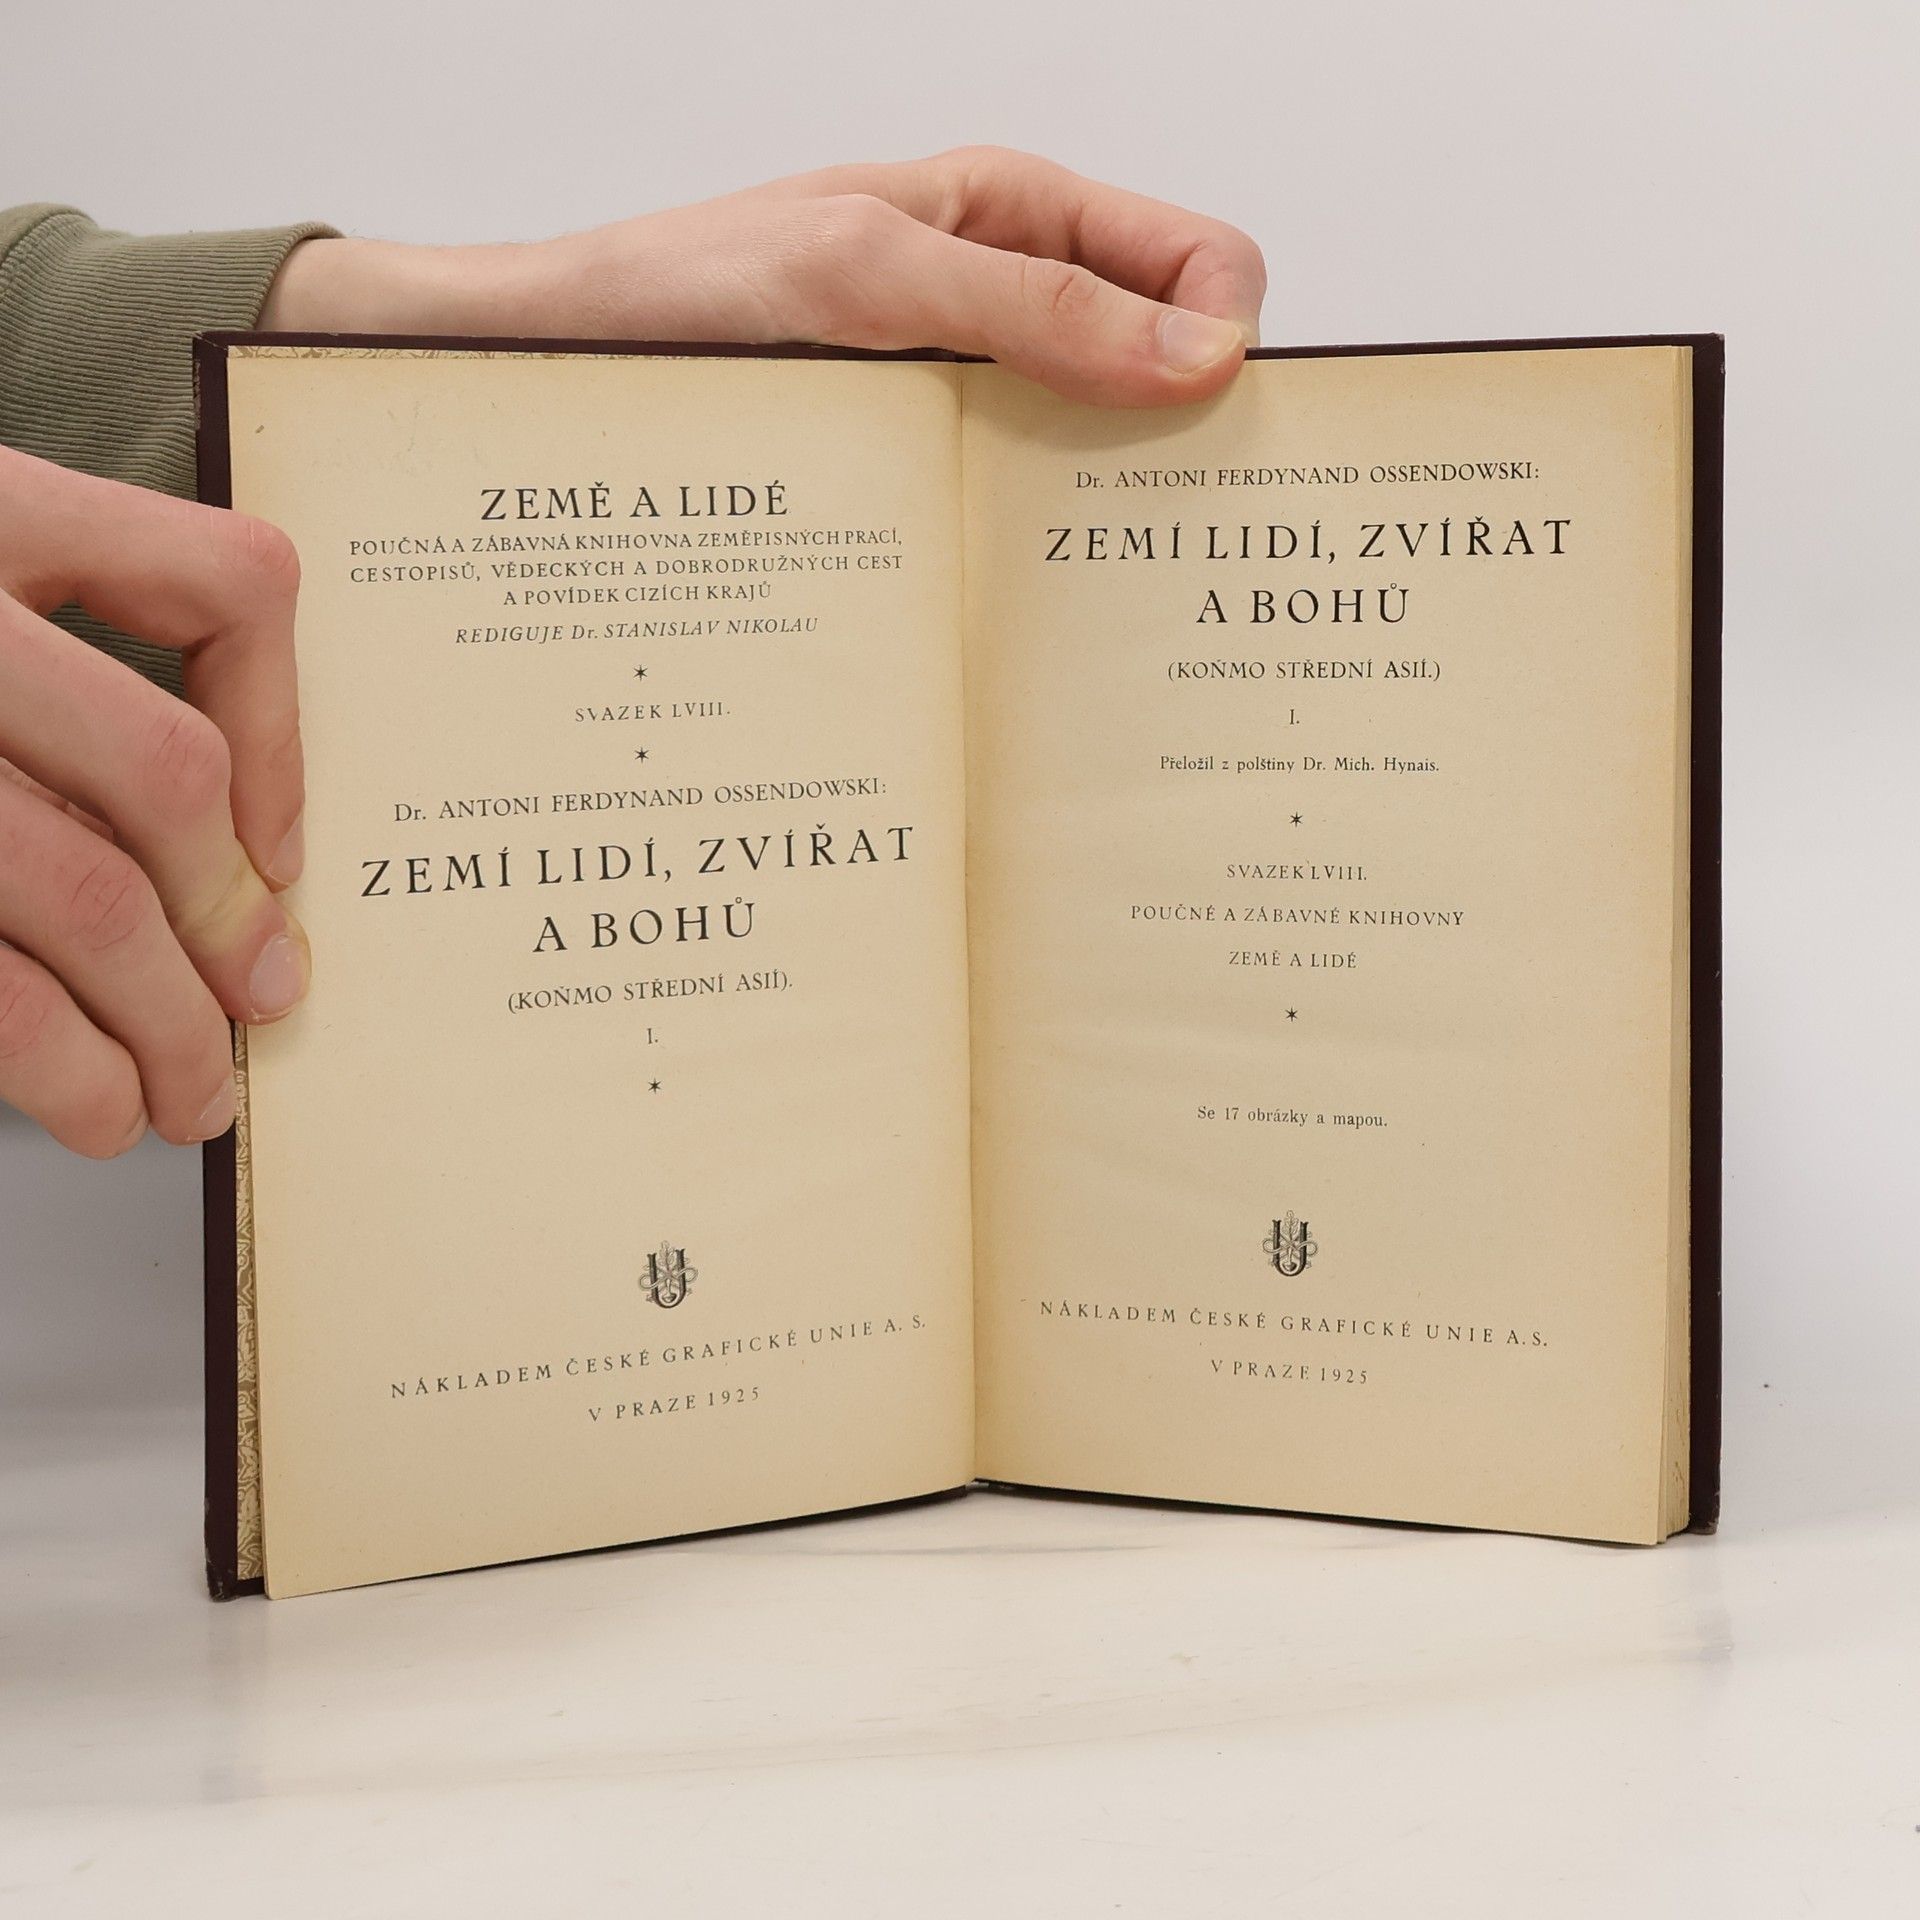 ZEMĚ A LIDÉ
POUČNÁ A ZÁBAVNÁ KNIHOVNA ZEMĚPISNÝCH PRACÍ,
CESTOPISŮ, VĚDECKÝCH A DOBRODRUŽNÝCH CEST
A POVÍDEK CIZÍCH KRAJŮ
REDIGUJE Dr. STANISLAV NIKOLAU
*
SVAZEK LVIII.
*
Dr. ANTONI FERDYNAND OSSENDOWSKI:
ZEMÍ LIDÍ, ZVÍŘAT
A BOHŮ
(KOŇMO STŘEDNÍ ASIÍ).
I.
*
NÁKLADEM ČESKÉ GRAFICKÉ UNIE A. S.
V PRAZE 1925
Dr. ANTONI FERDYNAND OSSENDOWSKI:
ZEMÍ LIDÍ, ZVÍŘAT
A BOHŮ
(KOŇMO STŘEDNÍ ASIÍ.)
I.
Přeložil z polštiny Dr. Mich. Hynais.
*
SVAZEK LVIII.
POUČNÉ A ZÁBAVNÉ KNIHOVNY
ZEMĚ A LIDÉ
*
Se 17 obrázky a mapou.
NÁKLADEM ČESKÉ GRAFICKÉ UNIE A. S.
V PRAZE 1925